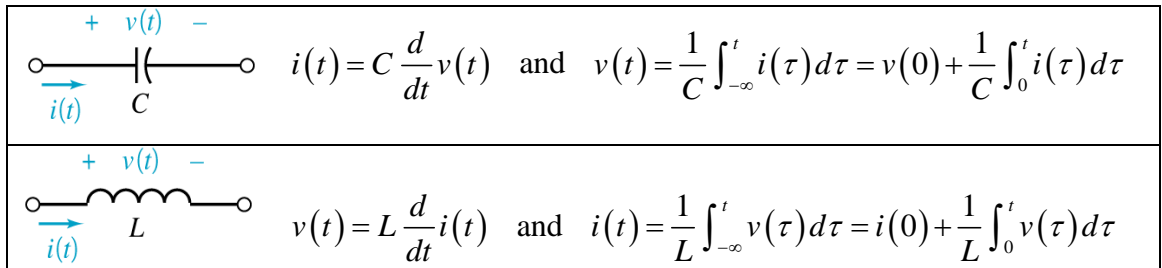 + v(t) −
i(t) = C d/dt v(t) and v(t) = 1/C ∫_{−∞}^{t} i(τ) dτ = v(0) + 1/C ∫_{0}^{t} i(τ) dτ
C
i(t)
+ v(t) −
v(t) = L d/dt i(t) and i(t) = 1/L ∫_{−∞}^{t} v(τ) dτ = i(0) + 1/L ∫_{0}^{t} v(τ) dτ
L
i(t)